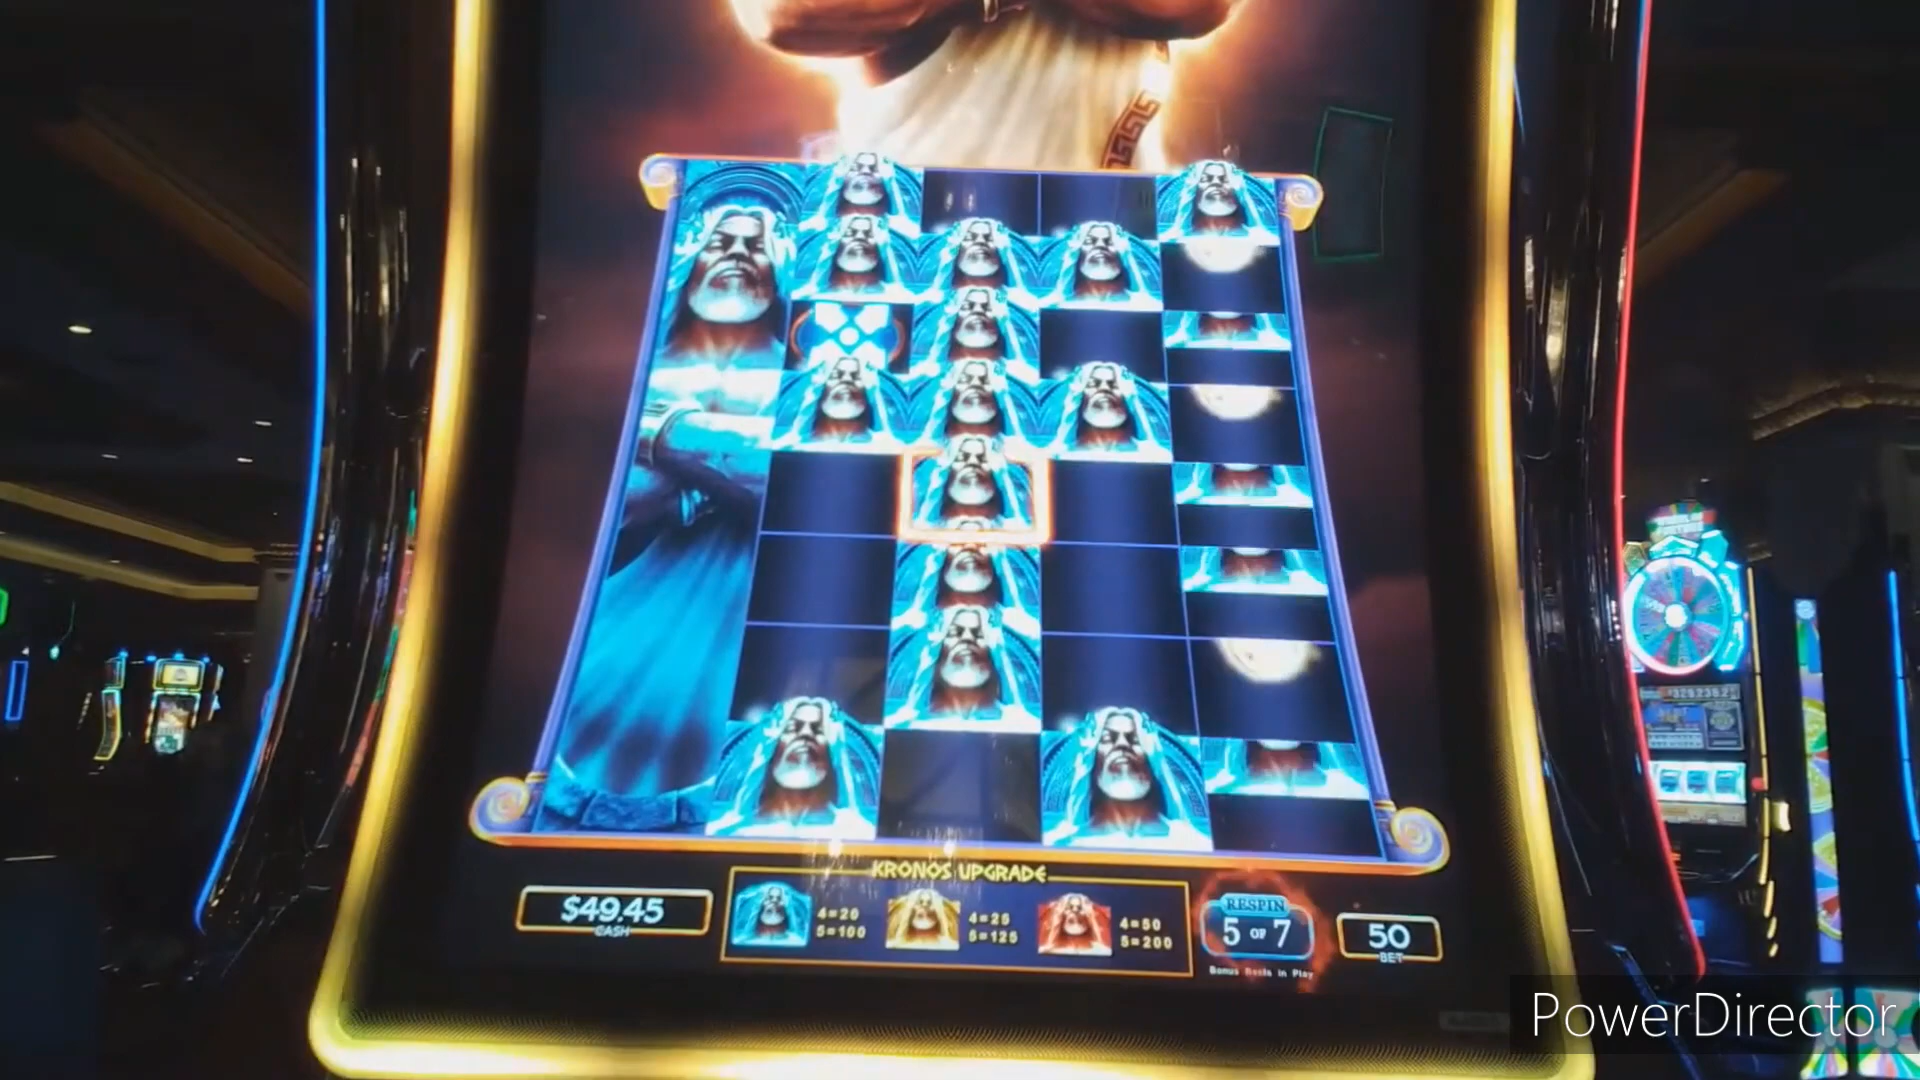 KRONOS UPGRADE
$49.45
CASH
4=20
5=100
4=25
5=125
4=50
5=200
RESPIN
5 OF 7
Bonus Reels in Play
50
BET
PowerDirector